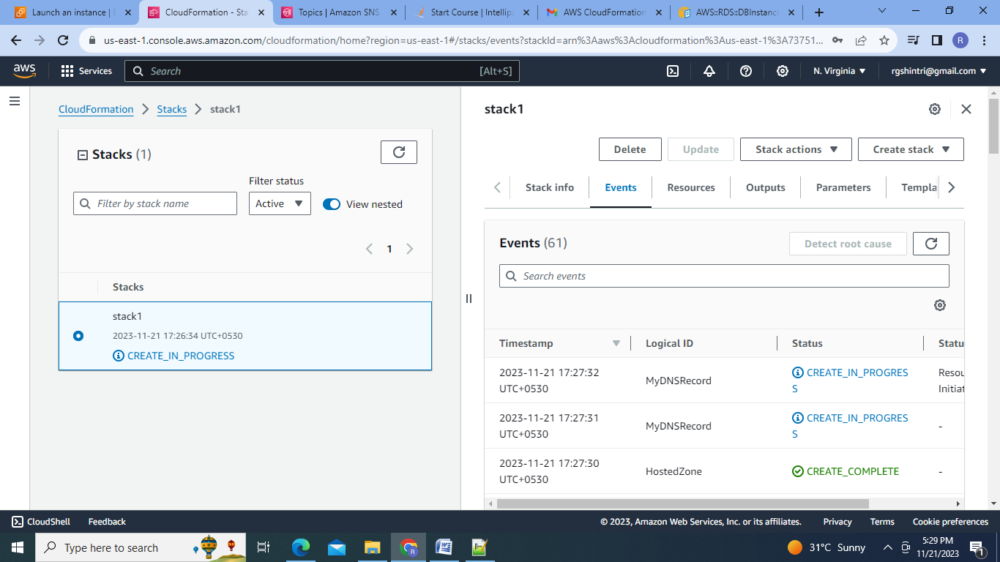 Launch an instance | E
CloudFormation - Sta
Topics | Amazon SNS
Start Course | Intellipa
AWS CloudFormation
AWS::RDS::DBInstance
us-east-1.console.aws.amazon.com/cloudformation/home?region=us-east-1#/stacks/events?stackId=arn%3Aaws%3Acloudformation%3Aus-east-1%3A73751...
R
aws
Services
Search
[Alt+S]
N. Virginia
rgshintri@gmail.com
CloudFormation
Stacks
stack1
Stacks (1)
Filter status
Filter by stack name
Active
View nested
1
Stacks
stack1
2023-11-21 17:26:34 UTC+0530
CREATE_IN_PROGRESS
stack1
Delete
Update
Stack actions
Create stack
Stack info
Events
Resources
Outputs
Parameters
Templa
Events (61)
Detect root cause
Search events
Timestamp
Logical ID
Status
Statu
2023-11-21 17:27:32
UTC+0530
MyDNSRecord
CREATE_IN_PROGRES
S
Resou
Initiat
2023-11-21 17:27:31
UTC+0530
MyDNSRecord
CREATE_IN_PROGRES
S
-
2023-11-21 17:27:30
UTC+0530
HostedZone
CREATE_COMPLETE
-
CloudShell
Feedback
© 2023, Amazon Web Services, Inc. or its affiliates.
Privacy
Terms
Cookie preferences
Type here to search
31°C Sunny
5:29 PM
11/21/2023
1